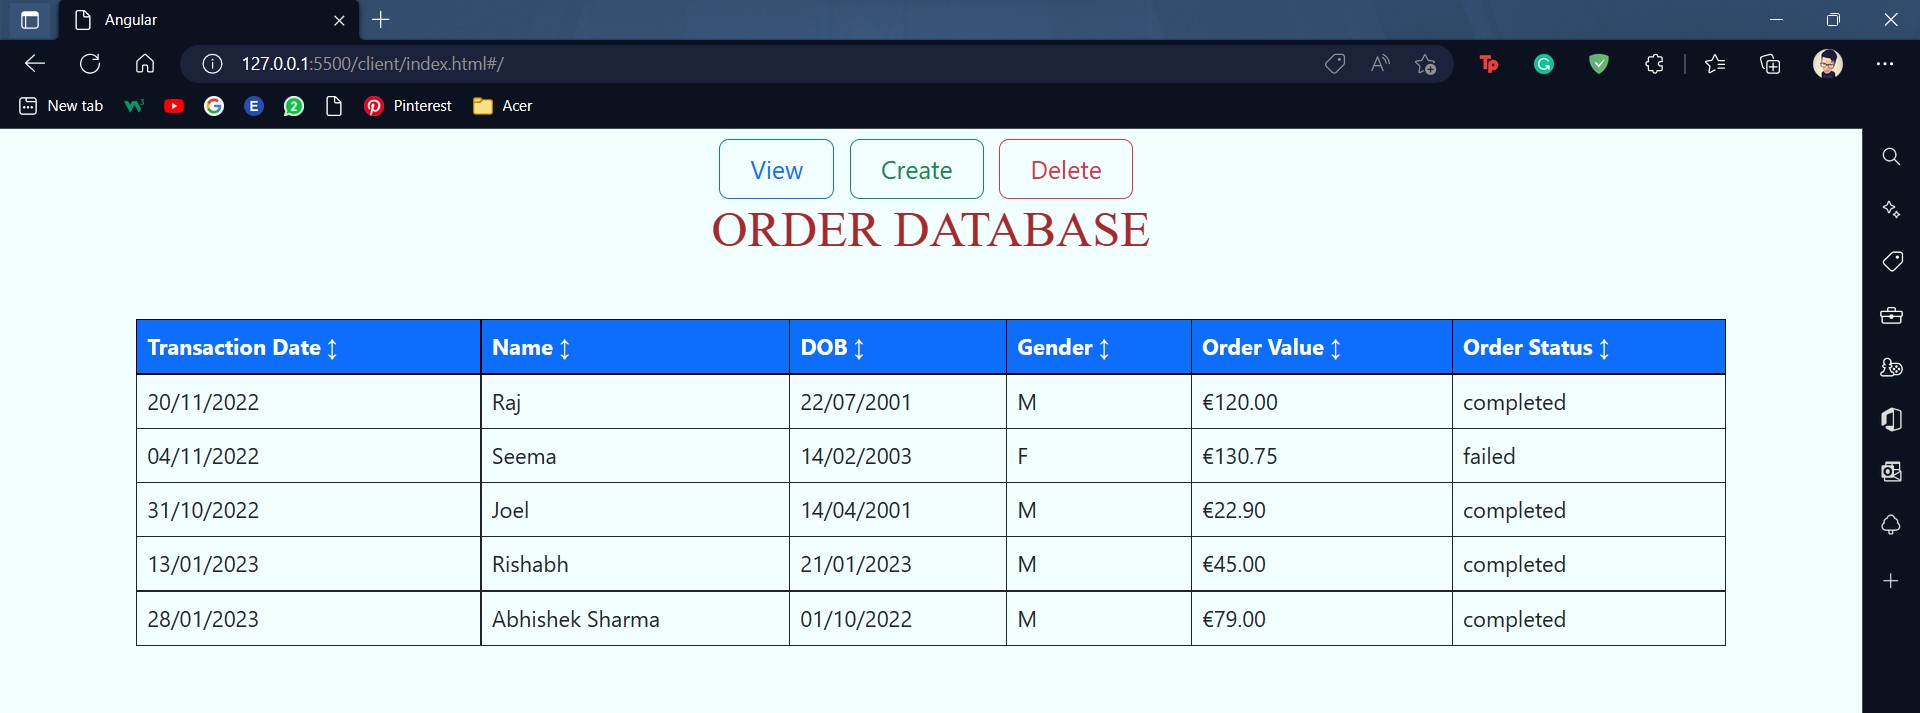 Angular
127.0.0.1:5500/client/index.html#/
New tab Pinterest Acer
View Create Delete
ORDER DATABASE
Transaction Date ↕ Name ↕ DOB ↕ Gender ↕ Order Value ↕ Order Status ↕
20/11/2022 Raj 22/07/2001 M €120.00 completed
04/11/2022 Seema 14/02/2003 F €130.75 failed
31/10/2022 Joel 14/04/2001 M €22.90 completed
13/01/2023 Rishabh 21/01/2023 M €45.00 completed
28/01/2023 Abhishek Sharma 01/10/2022 M €79.00 completed